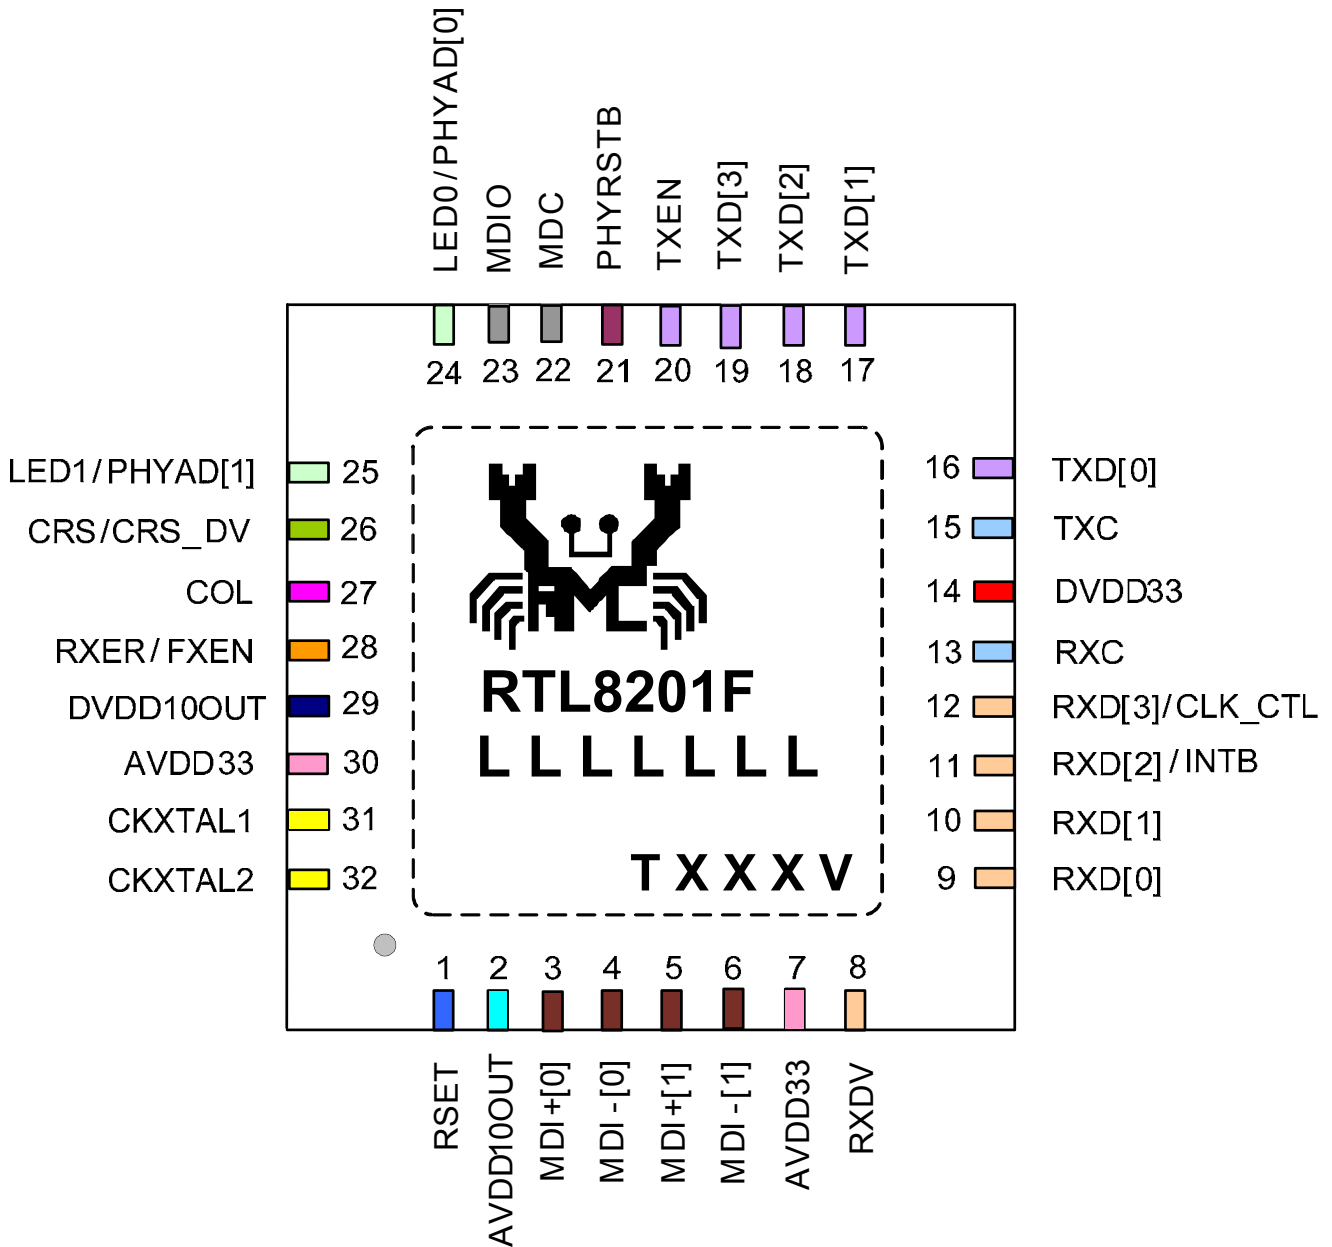 LED0/PHYAD[0]
MDIO
MDC
PHYRSTB
TXEN
TXD[3]
TXD[2]
TXD[1]
24 23 22 21 20 19 18 17
LED1/PHYAD[1] 25
CRS/CRS_DV 26
COL 27
RXER/FXEN 28
DVDD10OUT 29
AVDD33 30
CKXTAL1 31
CKXTAL2 32
RTL8201F
LLLLLLL
TXXXV
16 TXD[0]
15 TXC
14 DVDD33
13 RXC
12 RXD[3]/CLK_CTL
11 RXD[2]/INTB
10 RXD[1]
9 RXD[0]
1 2 3 4 5 6 7 8
RSET
AVDD10OUT
MDI+[0]
MDI-[0]
MDI+[1]
MDI-[1]
AVDD33
RXDV